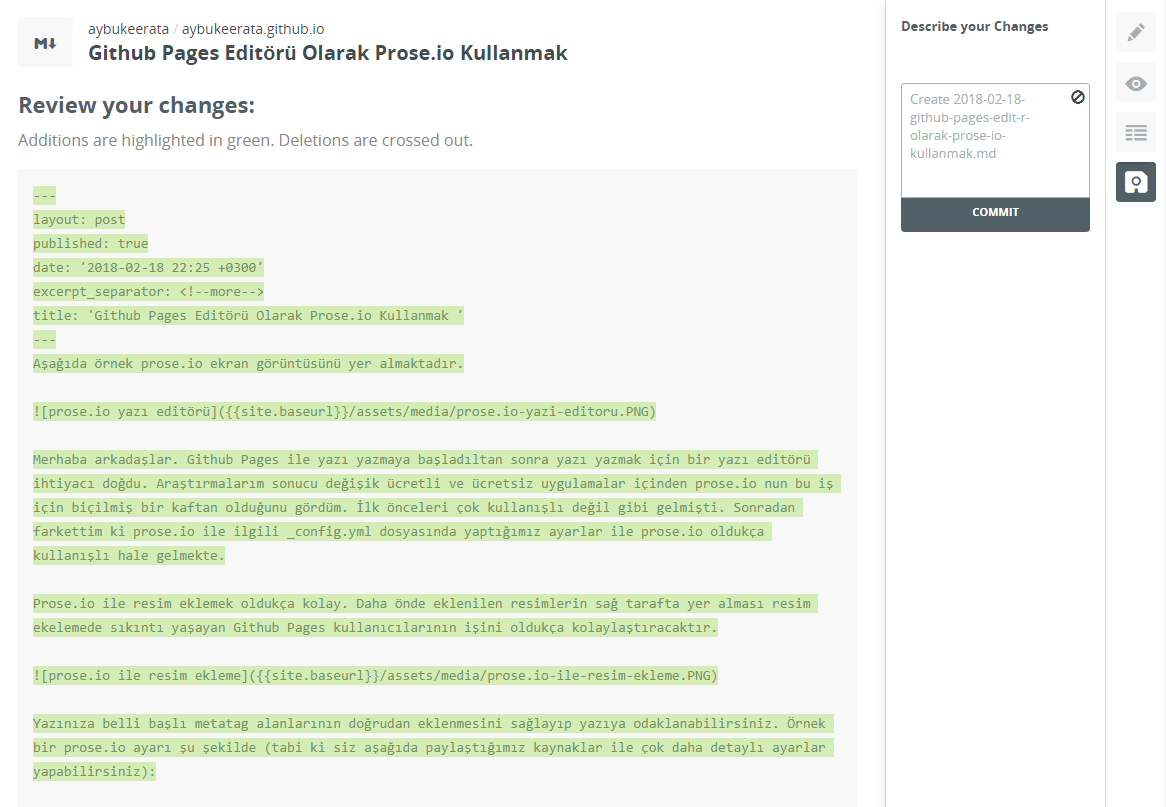 M↓
aybukeerata / aybukeerata.github.io
Github Pages Editörü Olarak Prose.io Kullanmak
Review your changes:
Additions are highlighted in green. Deletions are crossed out.
---
layout: post
published: true
date: '2018-02-18 22:25 +0300'
excerpt_separator: <!--more-->
title: 'Github Pages Editörü Olarak Prose.io Kullanmak '
---
Aşağıda örnek prose.io ekran görüntüsünü yer almaktadır.
![prose.io yazı editörü]({{site.baseurl}}/assets/media/prose.io-yazi-editoru.PNG)
Merhaba arkadaşlar. Github Pages ile yazı yazmaya başladıltan sonra yazı yazmak için bir yazı editörü
ihtiyacı doğdu. Araştırmalarım sonucu değişik ücretli ve ücretsiz uygulamalar içinden prose.io nun bu iş
için biçilmiş bir kaftan olduğunu gördüm. İlk önceleri çok kullanışlı değil gibi gelmişti. Sonradan
farkettim ki prose.io ile ilgili _config.yml dosyasında yaptığımız ayarlar ile prose.io oldukça
kullanışlı hale gelmekte.
Prose.io ile resim eklemek oldukça kolay. Daha önde eklenilen resimlerin sağ tarafta yer alması resim
ekelemede sıkıntı yaşayan Github Pages kullanıcılarının işini oldukça kolaylaştıracaktır.
![prose.io ile resim ekleme]({{site.baseurl}}/assets/media/prose.io-ile-resim-ekleme.PNG)
Yazınıza belli başlı metatag alanlarının doğrudan eklenmesini sağlayıp yazıya odaklanabilirsiniz. Örnek
bir prose.io ayarı şu şekilde (tabi ki siz aşağıda paylaştığımız kaynaklar ile çok daha detaylı ayarlar
yapabilirsiniz):
Describe your Changes
Create 2018-02-18-
github-pages-edit-r-
olarak-prose-io-
kullanmak.md
COMMIT